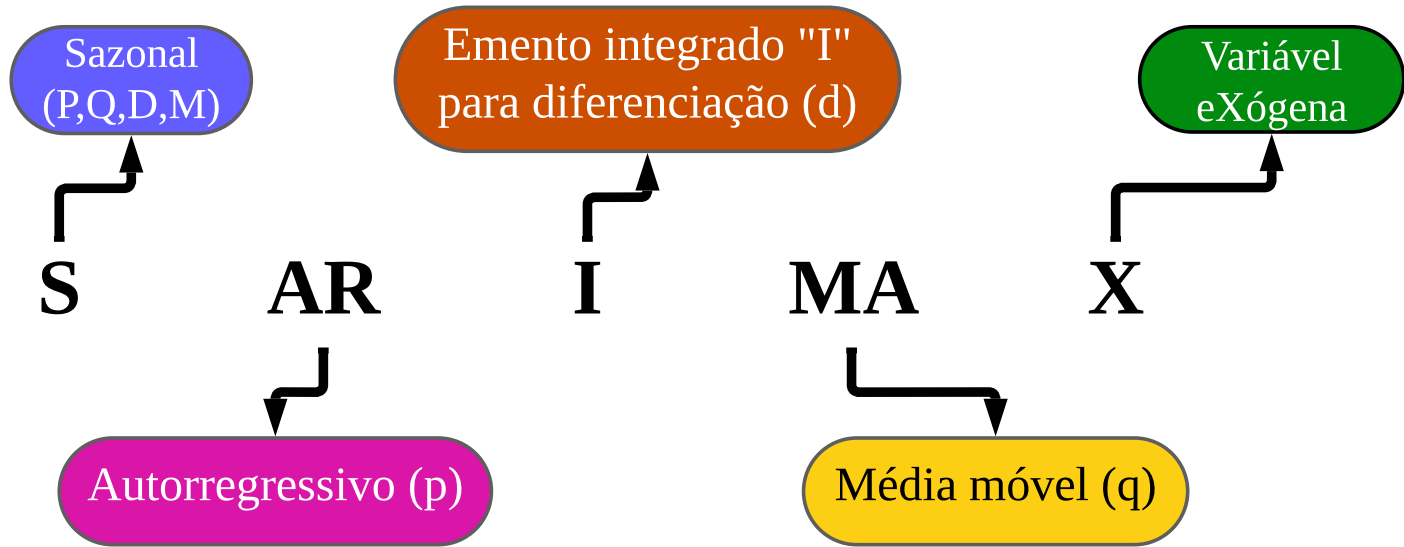 Sazonal
(P,Q,D,M)
Emento integrado "I"
para diferenciação (d)
Variável
eXógena
S AR I MA X
Autorregressivo (p)
Média móvel (q)